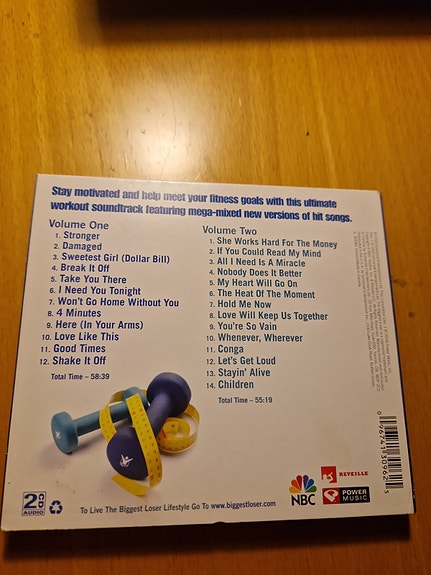 Stay motivated and help meet your fitness goals with this ultimate
workout soundtrack featuring mega-mixed new versions of hit songs.
Volume One
1. Stronger
2. Damaged
3. Sweetest Girl (Dollar Bill)
4. Break It Off
5. Take You There
6. I Need You Tonight
7. Won't Go Home Without You
8. 4 Minutes
9. Here (In Your Arms)
10. Love Like This
11. Good Times
12. Shake It Off
Total Time – 58:39
Volume Two
1. She Works Hard For The Money
2. If You Could Read My Mind
3. All I Need Is A Miracle
4. Nobody Does It Better
5. My Heart Will Go On
6. The Heat Of The Moment
7. Hold Me Now
8. Love Will Keep Us Together
9. You're So Vain
10. Whenever, Wherever
11. Conga
12. Let's Get Loud
13. Stayin' Alive
14. Children
Total Time – 55:19
2 CD
AUDIO
To Live The Biggest Loser Lifestyle Go To www.biggestloser.com
NBC
REVEILLE
POWER
MUSIC